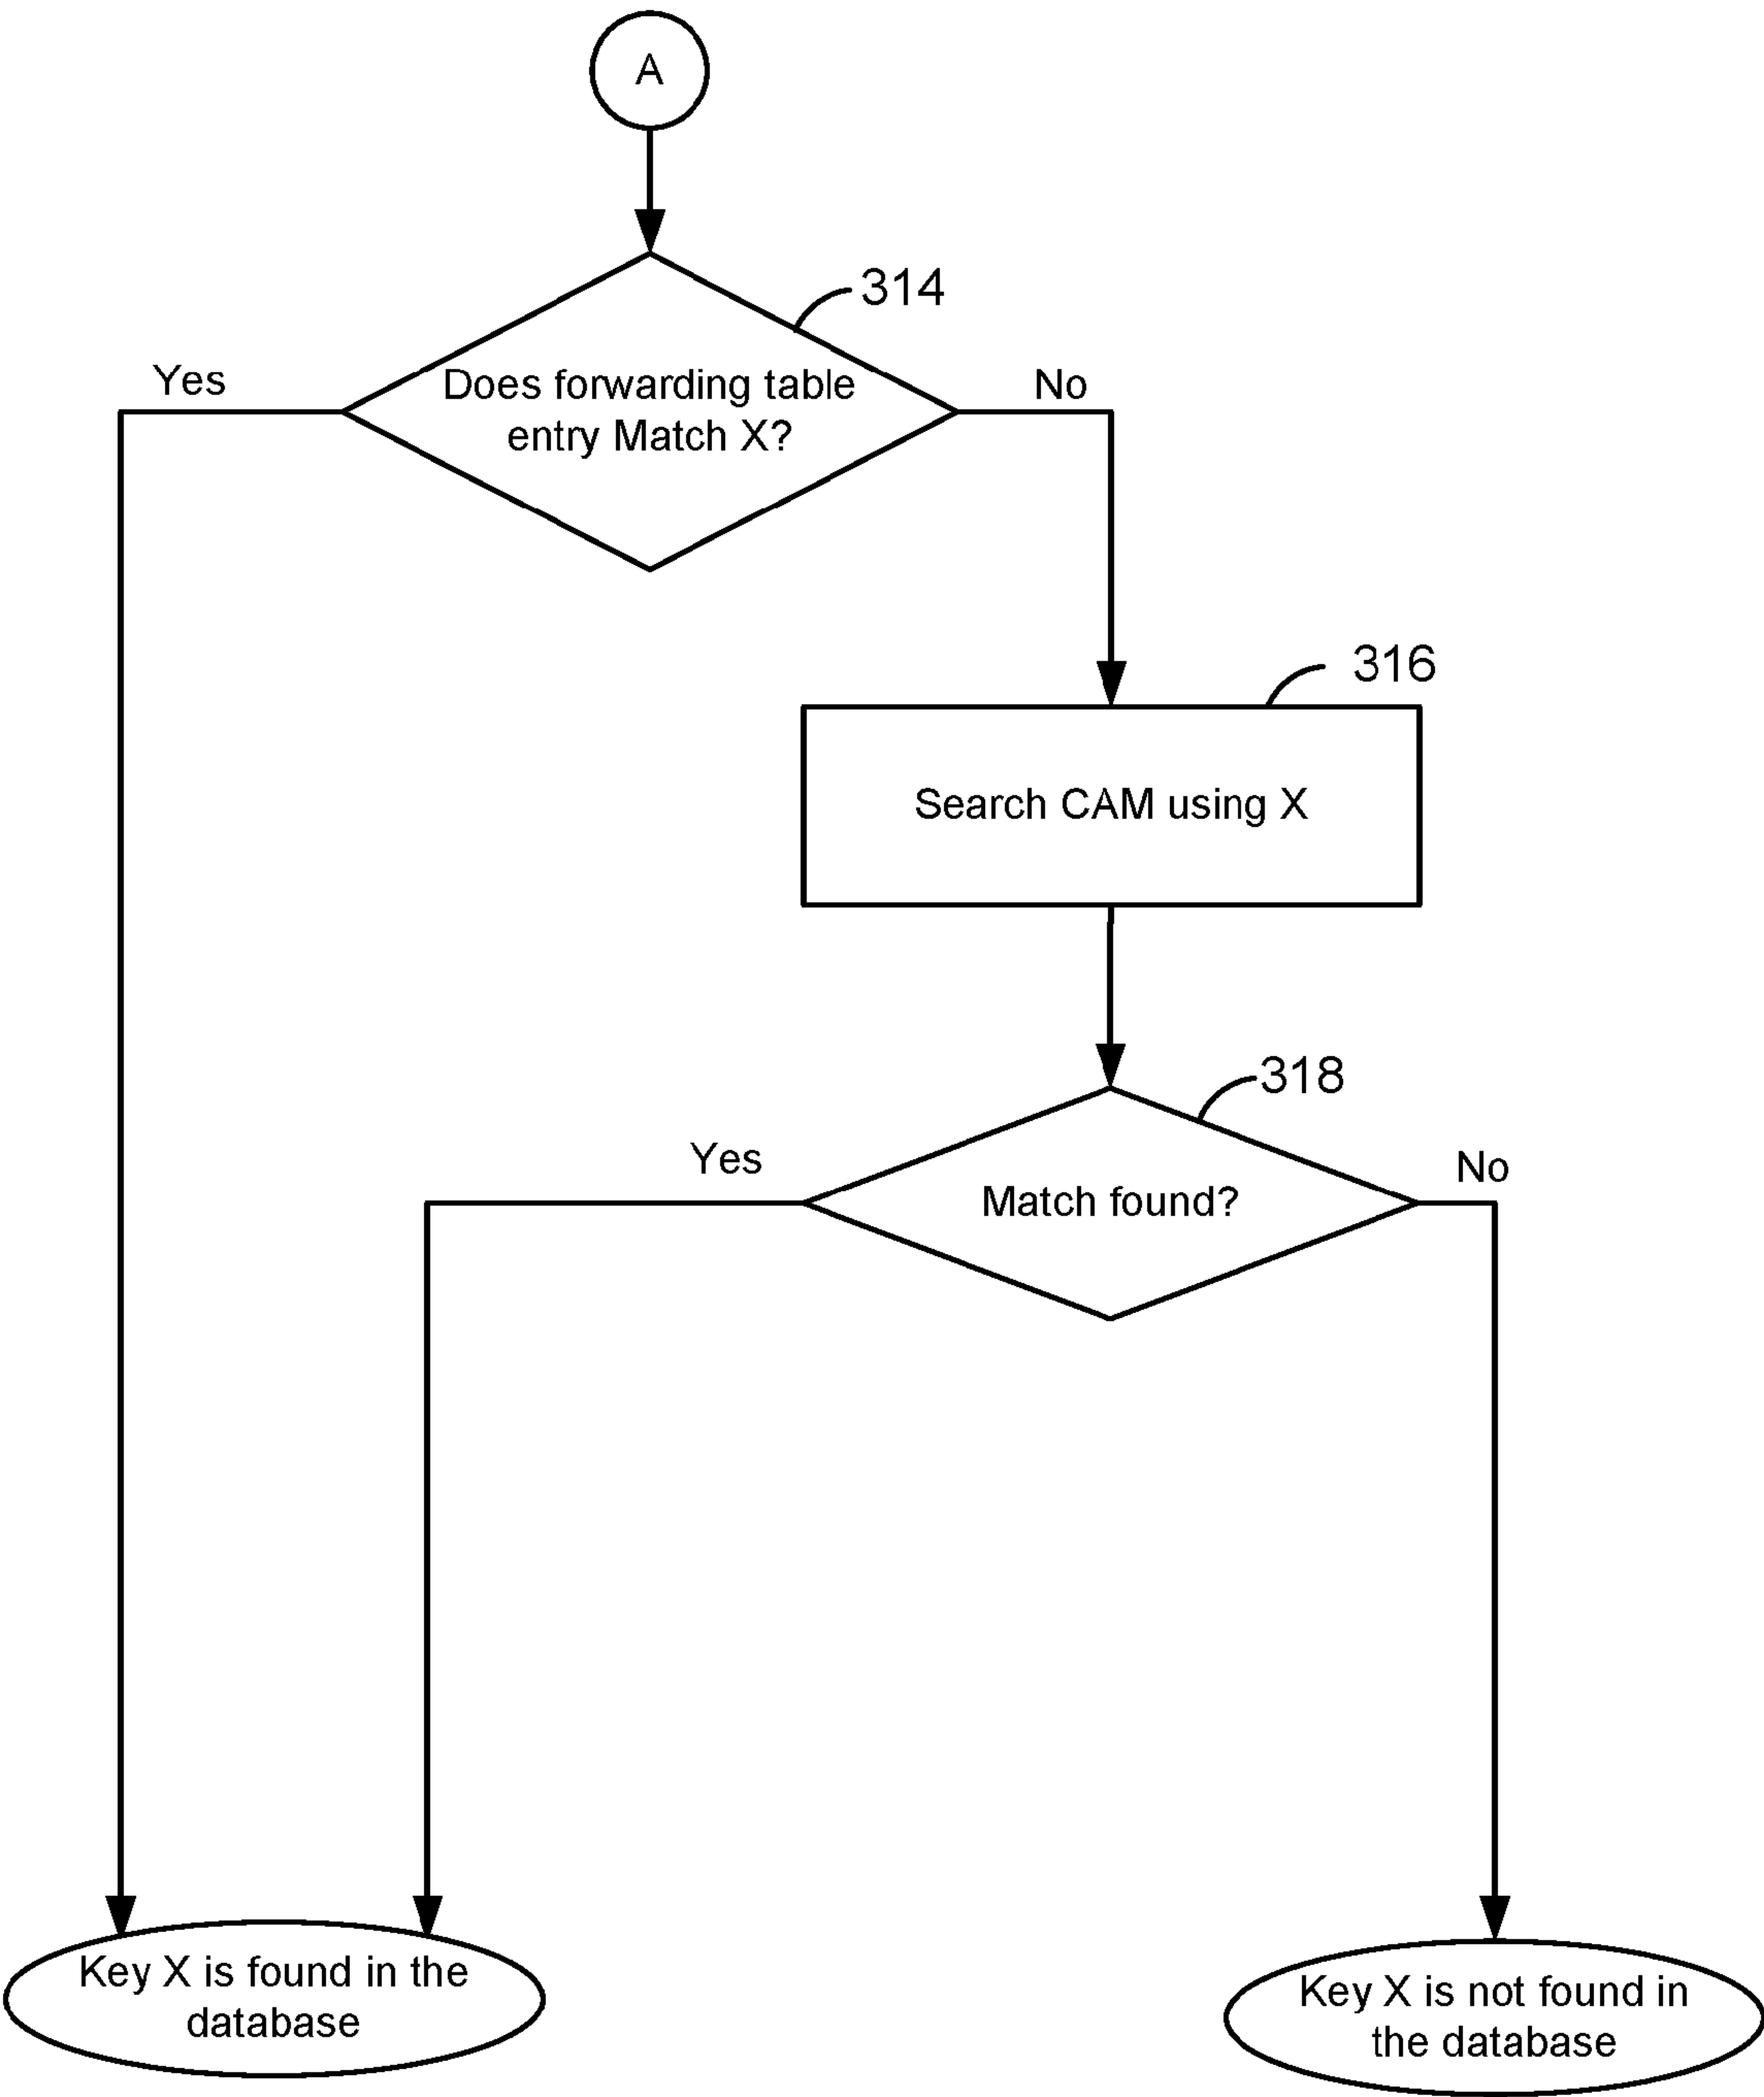 A
314
Yes
Does forwarding table
entry Match X?
No
316
Search CAM using X
318
Yes
Match found?
No
Key X is found in the
database
Key X is not found in
the database